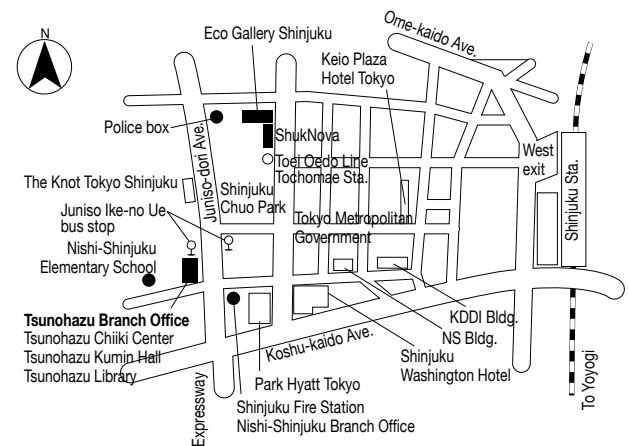 N
Eco Gallery Shinjuku
Ome-kaido Ave.
Keio Plaza
Hotel Tokyo
Police box
ShukNova
Juniso-dori Ave.
Toei Oedo Line
Tochomae Sta.
West
exit
Shinjuku Sta.
The Knot Tokyo Shinjuku
Shinjuku
Chuo Park
Juniso Ike-no Ue
bus stop
Tokyo Metropolitan
Government
Nishi-Shinjuku
Elementary School
Tsunohazu Branch Office
Tsunohazu Chiiki Center
Tsunohazu Kumin Hall
Tsunohazu Library
KDDI Bldg.
NS Bldg.
Koshu-kaido Ave.
Shinjuku
Washington Hotel
Park Hyatt Tokyo
Shinjuku Fire Station
Nishi-Shinjuku Branch Office
Expressway
To Yoyogi